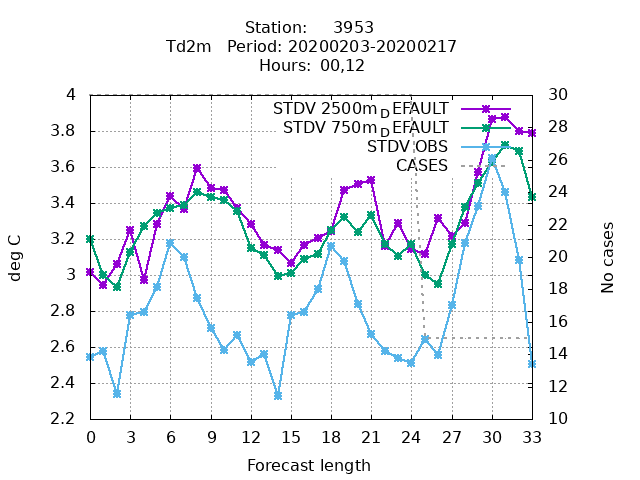 Station: 3953
Td2m Period: 20200203-20200217
Hours: 00,12
4
3.8
3.6
3.4
3.2
3
2.8
2.6
2.4
2.2
deg C
STDV 2500m_DEFAULT
STDV 750m_DEFAULT
STDV OBS
CASES
30
28
26
24
22
20
18
16
14
12
10
No cases
0 3 6 9 12 15 18 21 24 27 30 33
Forecast length